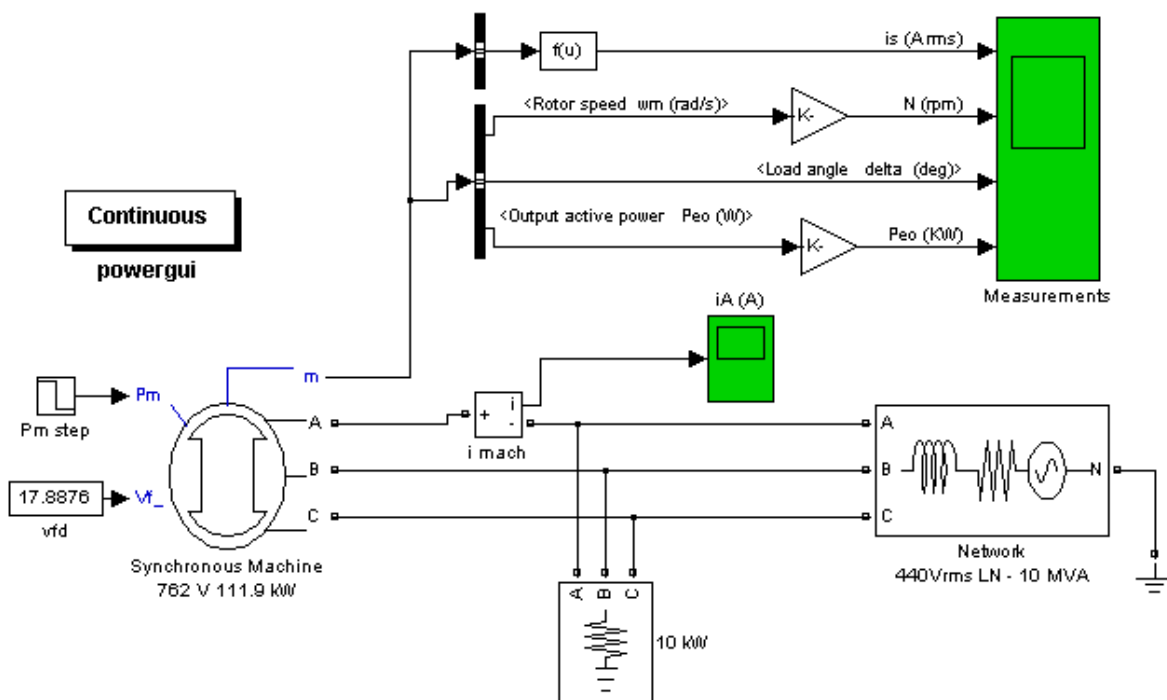 is (A rms)
f(u)
<Rotor speed wm (rad/s)>
K-
N (rpm)
<Load angle delta (deg)>
<Output active power Peo (W)>
K-
Peo (KW)
Measurements
Continuous
powergui
iA (A)
m
Pm
Pm step
+
i
-
i mach
A
B
C
17.8876
vfd
Vf_
Synchronous Machine
762 V 111.9 kW
A
B
C
N
Network
440Vrms LN - 10 MVA
A
B
C
10 kW